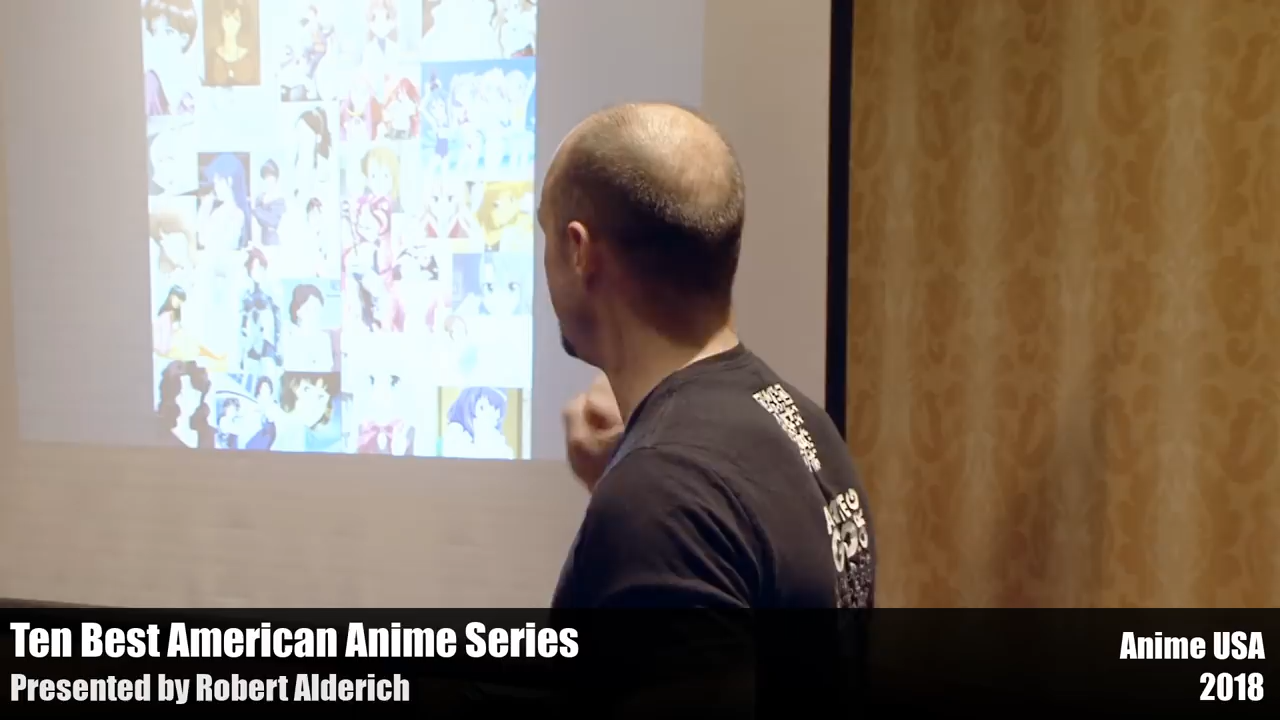 Ten Best American Anime Series
Presented by Robert Alderich
Anime USA
2018